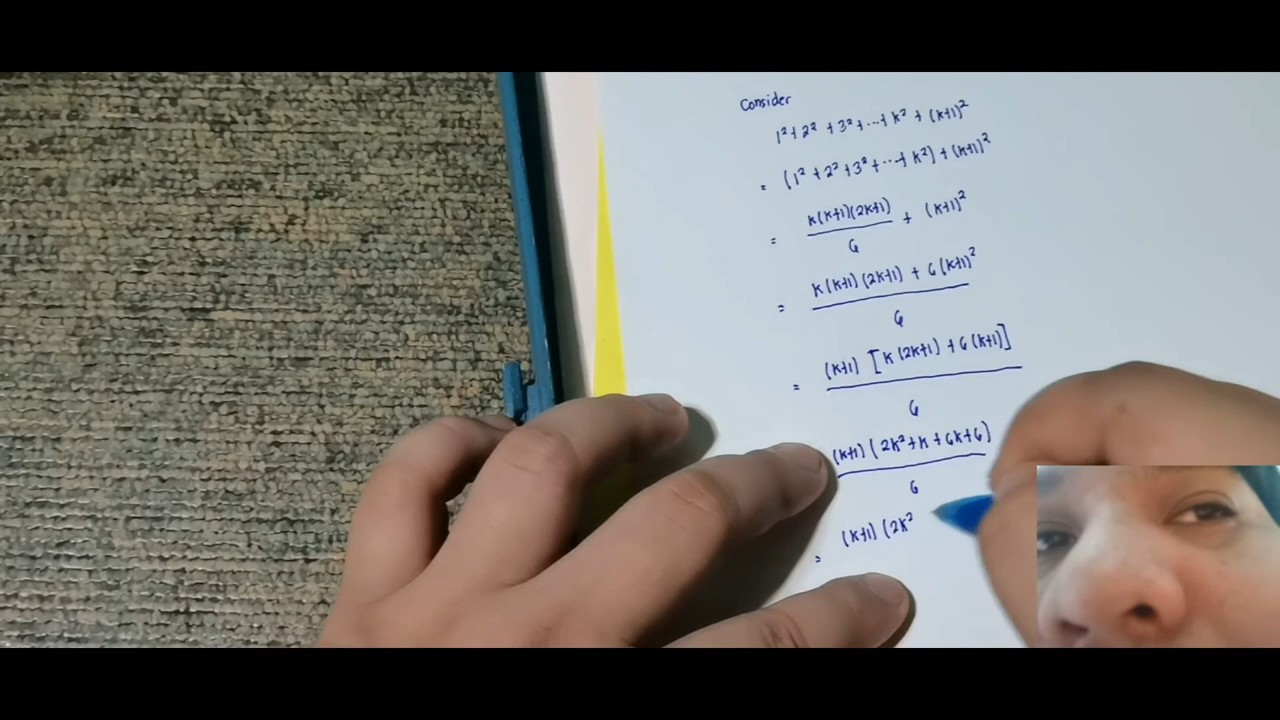 Consider
1² + 2² + 3² + ... + k² + (k+1)²
= (1² + 2² + 3² + ... + k²) + (k+1)²
= k(k+1)(2k+1) / 6 + (k+1)²
= k(k+1)(2k+1) + 6(k+1)² / 6
= (k+1) [k(2k+1) + 6(k+1)] / 6
(k+1)(2k² + k + 6k + 6) / 6
= (k+1)(2k²